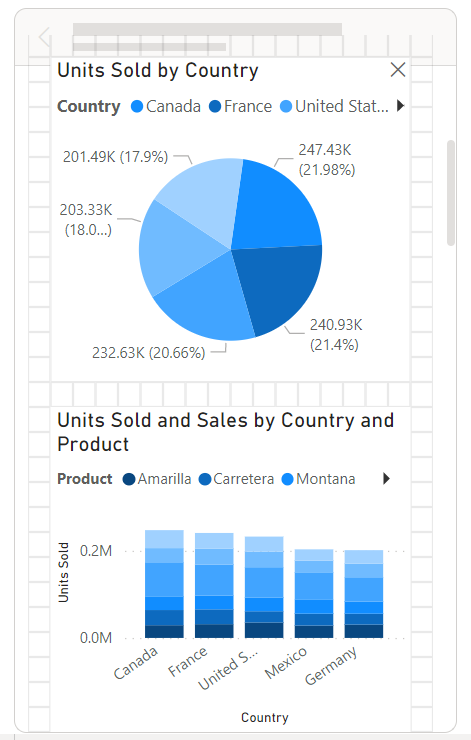 Units Sold by Country
Country Canada France United Stat...
201.49K (17.9%)
247.43K
(21.98%)
203.33K
(18.0...)
240.93K
(21.4%)
232.63K (20.66%)
Units Sold and Sales by Country and
Product
Product Amarilla Carretera Montana
0.2M
0.0M
Units Sold
Canada
France
United S...
Mexico
Germany
Country